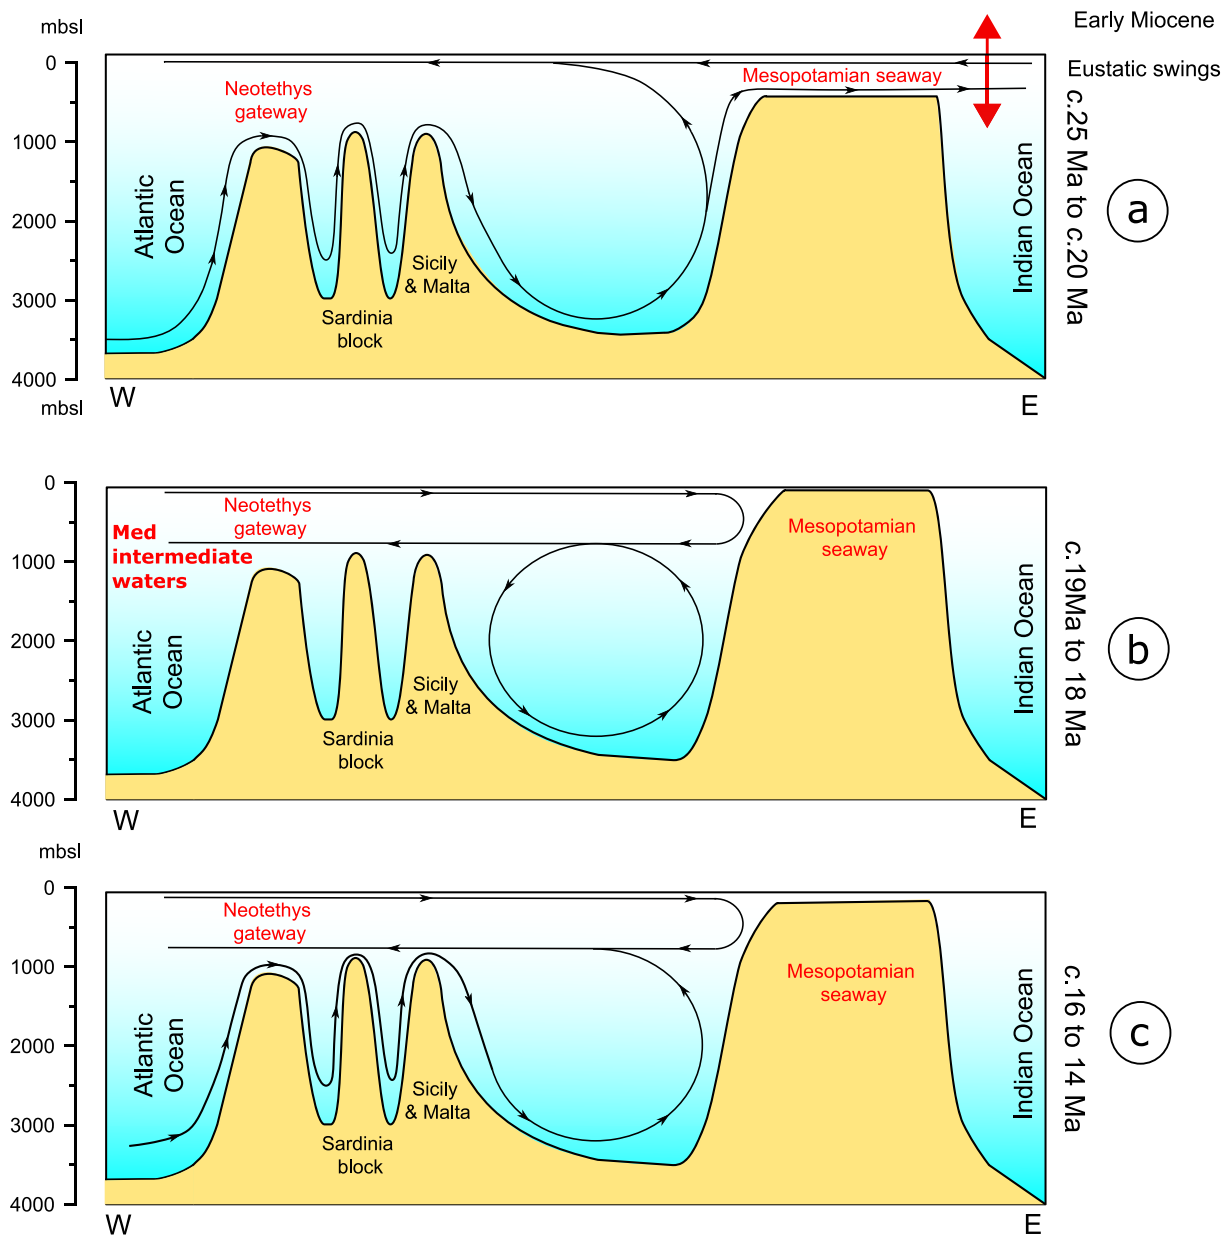 mbsl
Early Miocene
Eustatic swings
0
1000
2000
3000
4000
mbsl
Neotethys
gateway
Mesopotamian seaway
Atlantic
Ocean
Sardinia
block
Sicily
& Malta
Indian Ocean
c.25 Ma to c.20 Ma
a
W
E
0
1000
2000
3000
4000
mbsl
Neotethys
gateway
Med
intermediate
waters
Mesopotamian
seaway
Atlantic
Ocean
Sardinia
block
Sicily
& Malta
Indian Ocean
c.19Ma to 18 Ma
b
W
E
0
1000
2000
3000
4000
Neotethys
gateway
Mesopotamian
seaway
Atlantic
Ocean
Sardinia
block
Sicily
& Malta
Indian Ocean
c.16 to 14 Ma
c
W
E